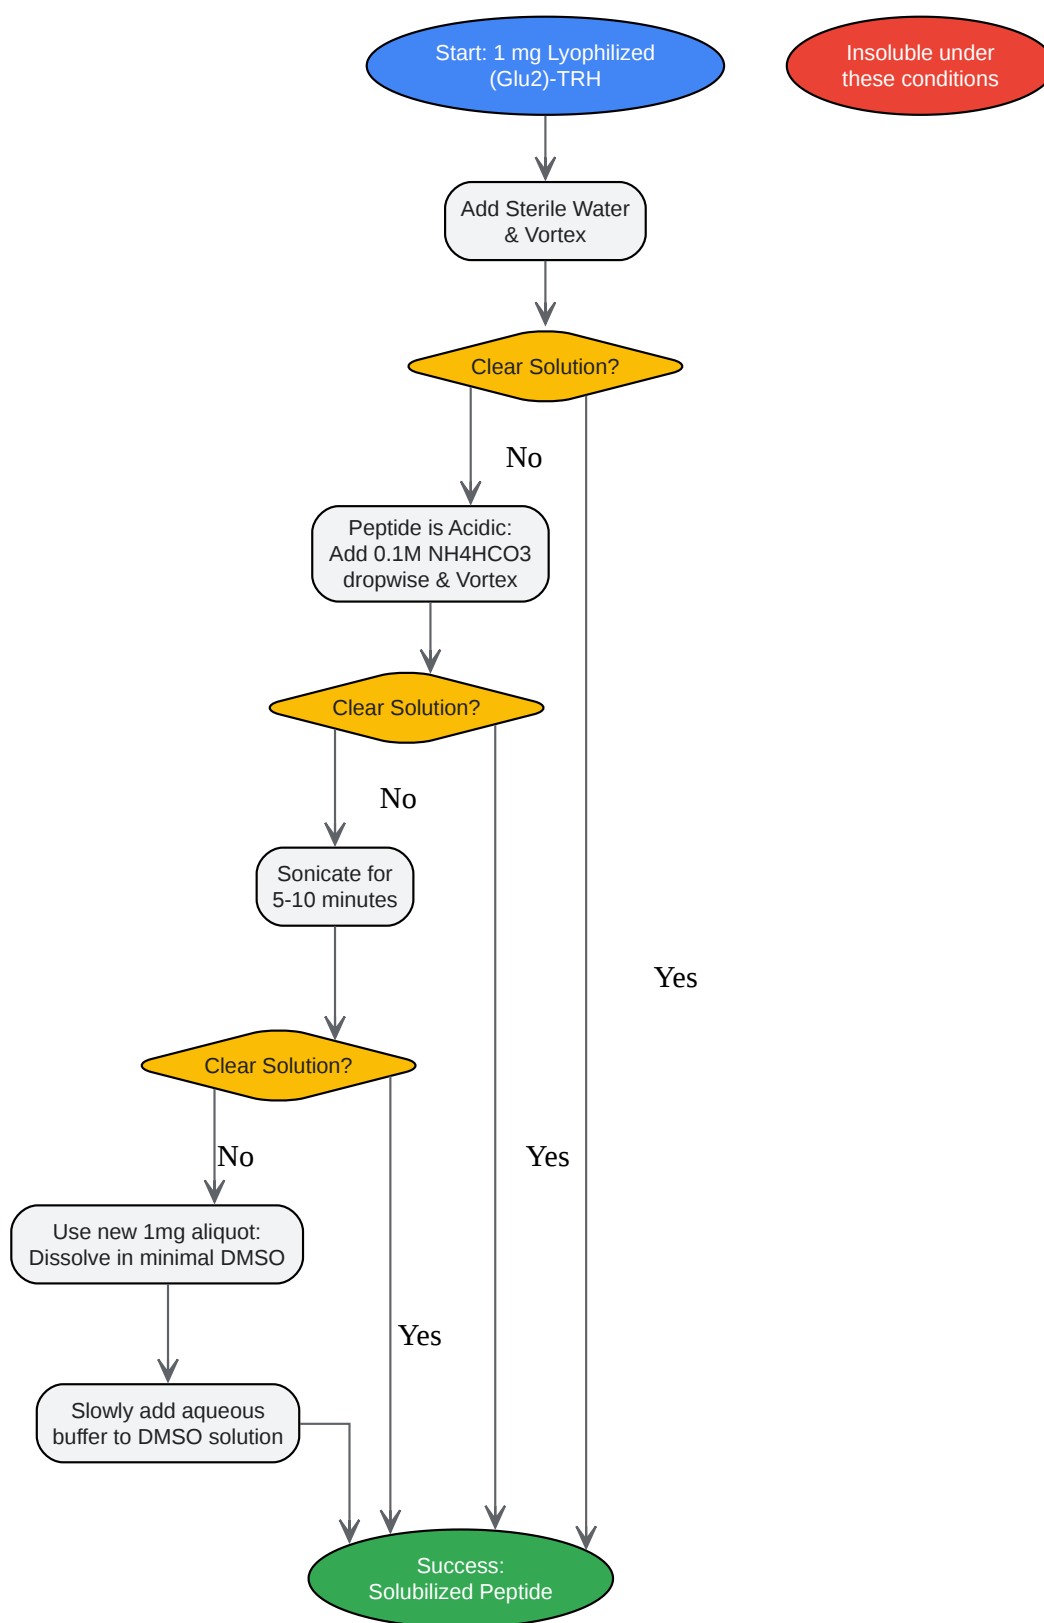 Start: 1 mg Lyophilized
(Glu2)-TRH
Insoluble under
these conditions
Add Sterile Water
& Vortex
Clear Solution?
No
Peptide is Acidic:
Add 0.1M NH4HCO3
dropwise & Vortex
Clear Solution?
No
Sonicate for
5-10 minutes
Yes
Clear Solution?
No
Yes
Use new 1mg aliquot:
Dissolve in minimal DMSO
Yes
Slowly add aqueous
buffer to DMSO solution
Success:
Solubilized Peptide